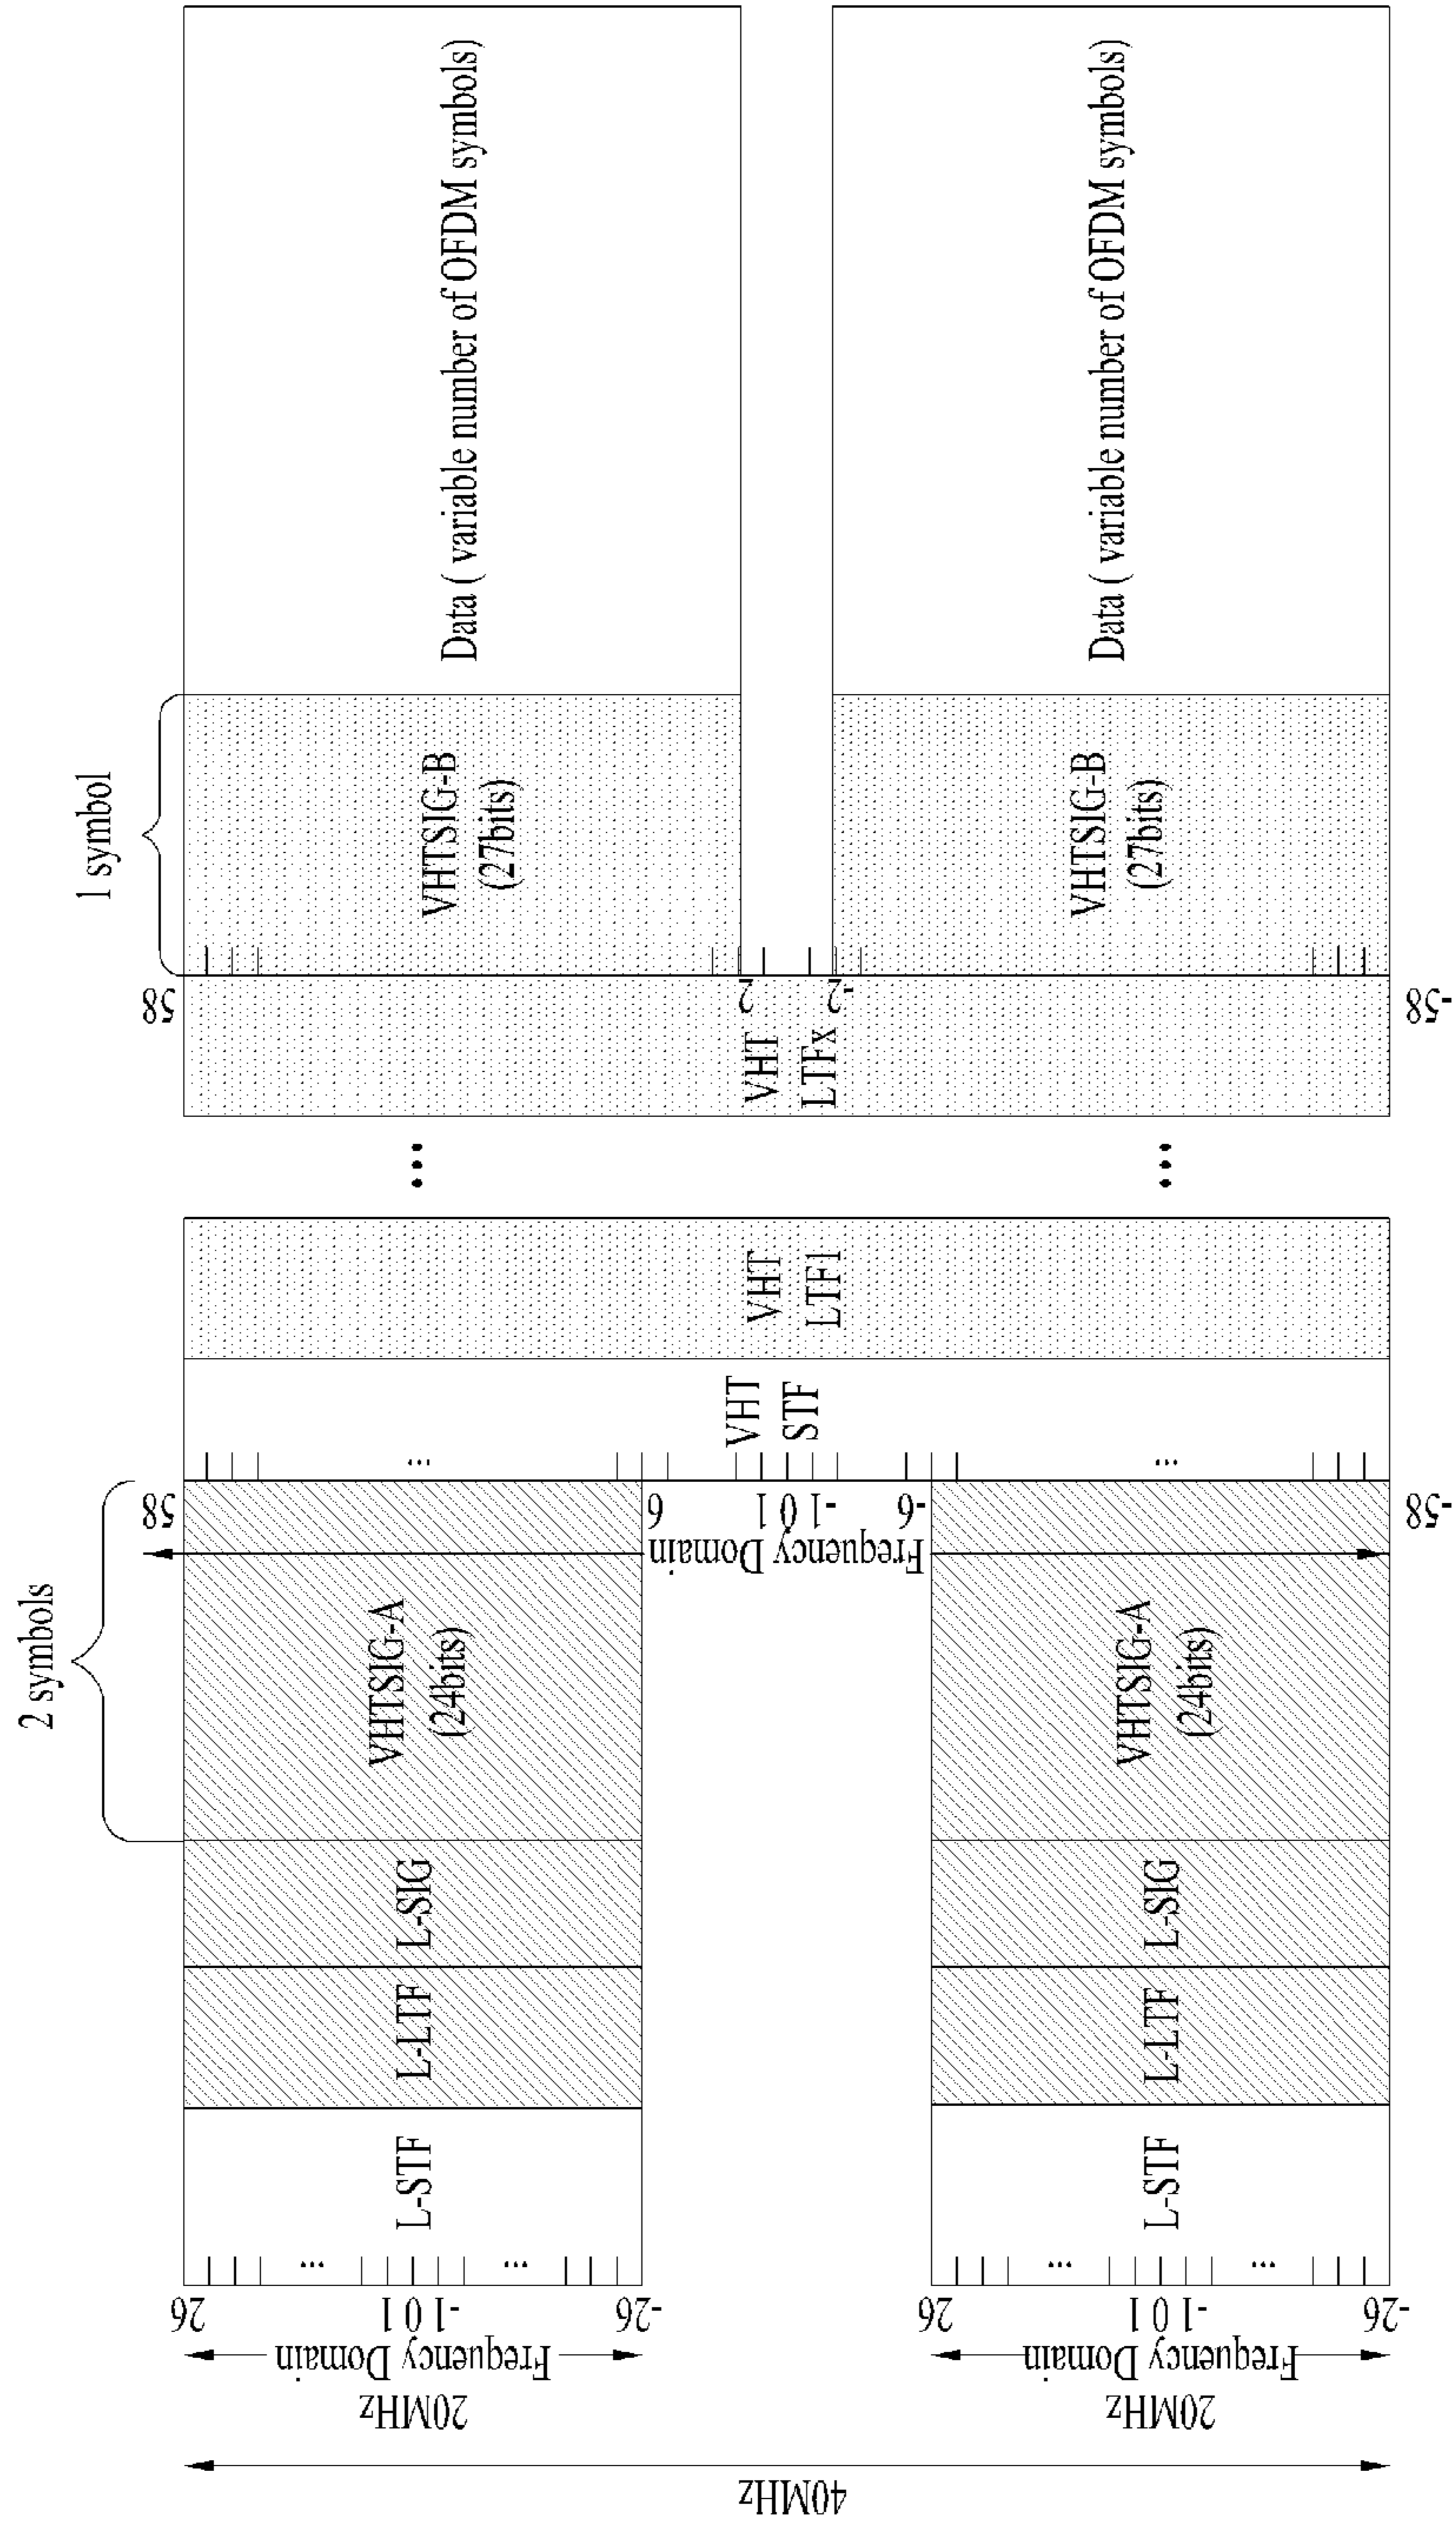 40MHz
20MHz
Frequency Domain
26
1 0 -1
-26
L-STF
...
...
L-LTF
L-SIG
2 symbols
VHTSIG-A
(24bits)
20MHz
Frequency Domain
26
1 0 -1
-26
L-STF
...
...
L-LTF
L-SIG
VHTSIG-A
(24bits)
Frequency Domain
58
6
1 0 -1
-6
-58
...
...
VHT
STF
VHT
LTF1
...
...
VHT
LTFx
58
2
-2
-58
1 symbol
VHTSIG-B
(27bits)
Data ( variable number of OFDM symbols)
VHTSIG-B
(27bits)
Data ( variable number of OFDM symbols)